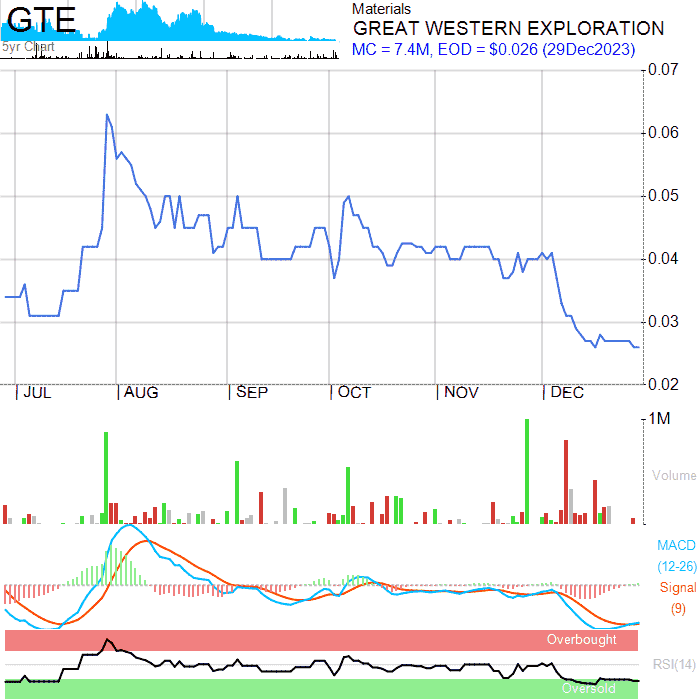 GTE
5yr Chart
Materials
GREAT WESTERN EXPLORATION
MC = 7.4M, EOD = $0.026 (29Dec2023)
0.07
0.06
0.05
0.04
0.03
0.02
JUL AUG SEP OCT NOV DEC
1M
Volume
MACD
(12-26)
Signal
(9)
Overbought
RSI(14)
Oversold